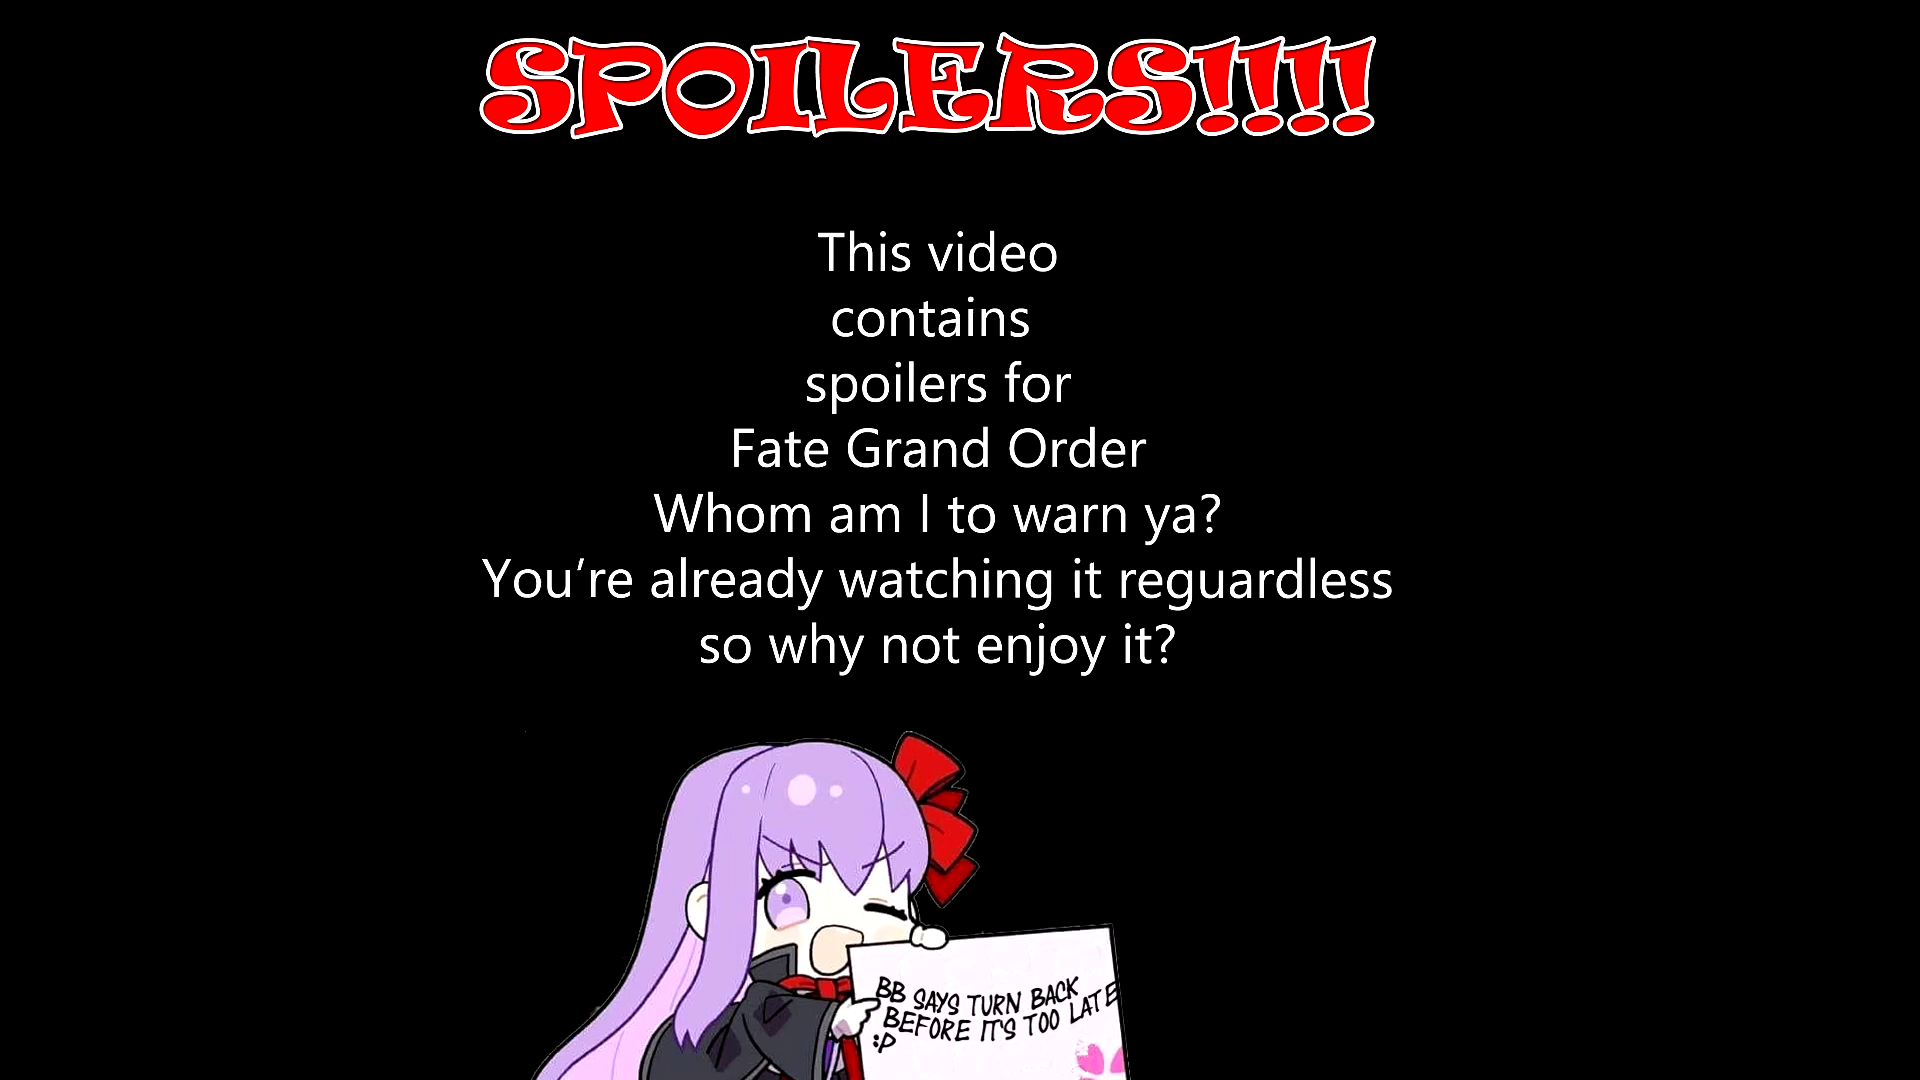 SPOILERS!!!!
This video
contains
spoilers for
Fate Grand Order
Whom am I to warn ya?
You’re already watching it reguardless
so why not enjoy it?
BB SAYS TURN BACK
BEFORE IT'S TOO LATE
:P